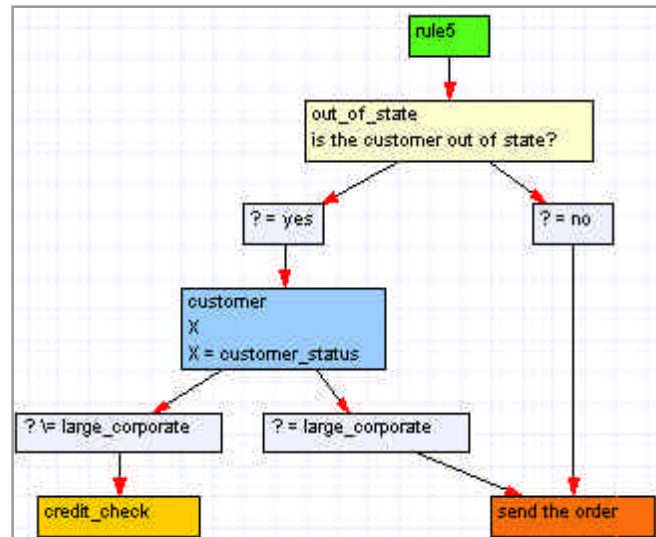 rule5
out_of_state
is the customer out of state?
? = yes
? = no
customer
X
X = customer_status
? \= large_corporate
? = large_corporate
credit_check
send the order